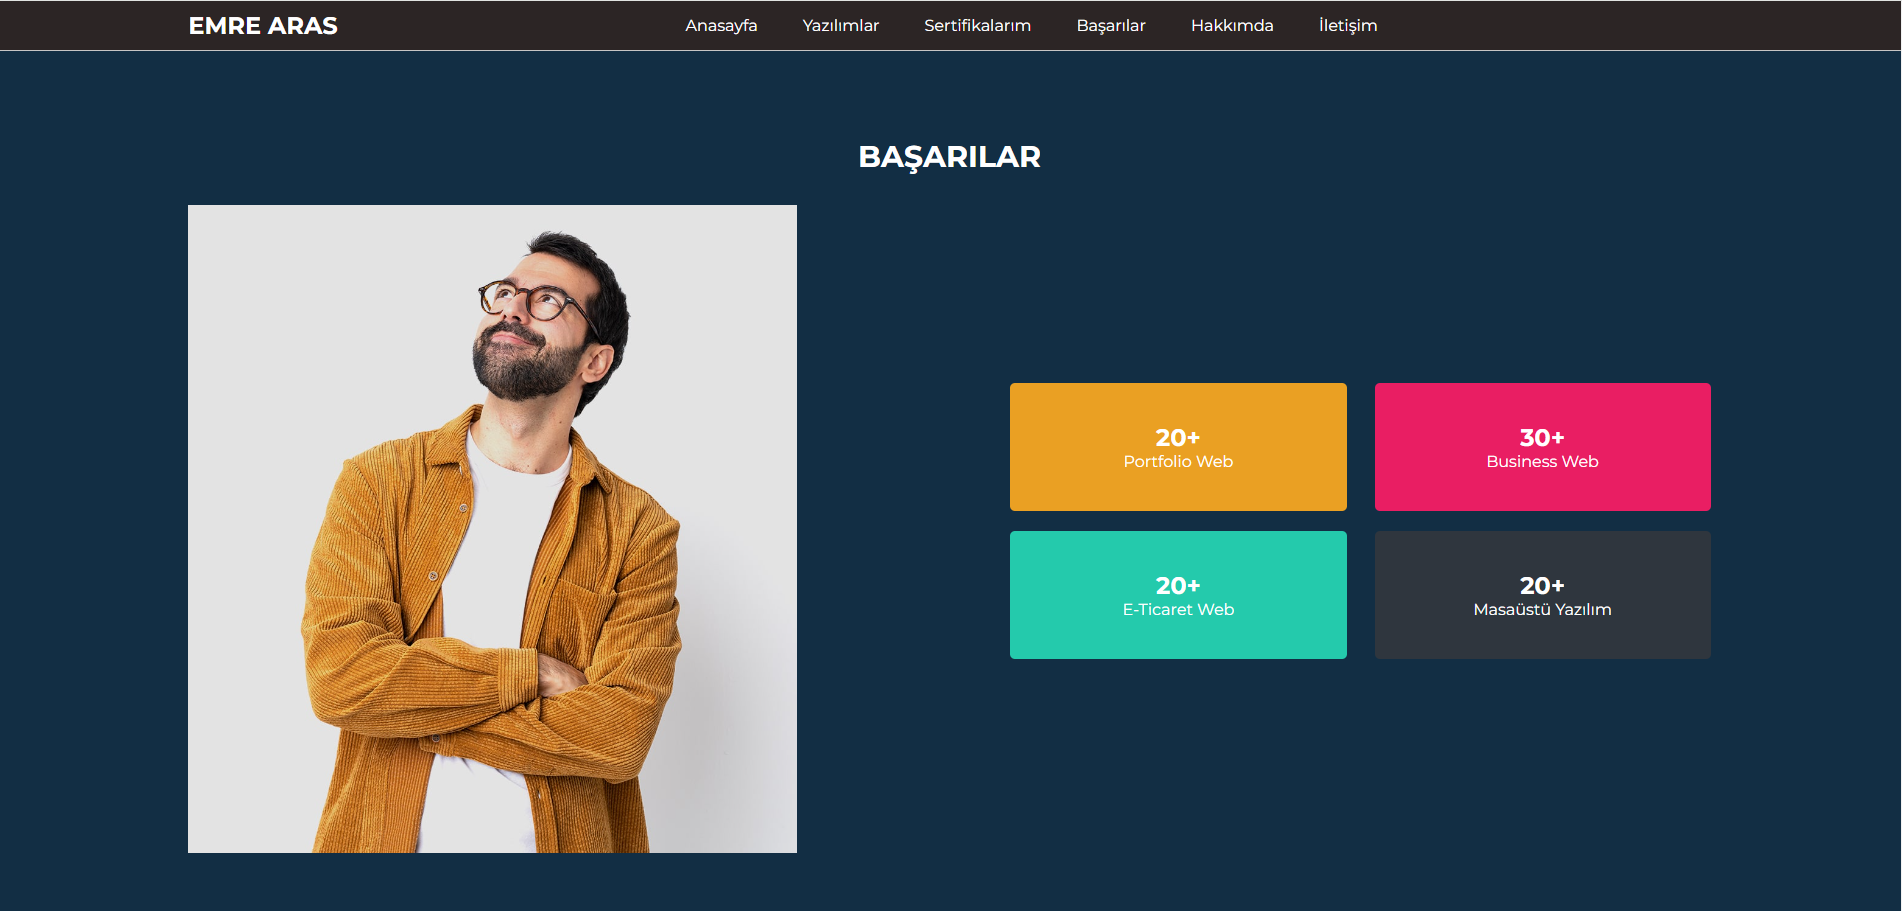 EMRE ARAS
Anasayfa Yazılımlar Sertifikalarım Başarılar Hakkımda İletişim
BAŞARILAR
20+
Portfolio Web
30+
Business Web
20+
E-Ticaret Web
20+
Masaüstü Yazılım